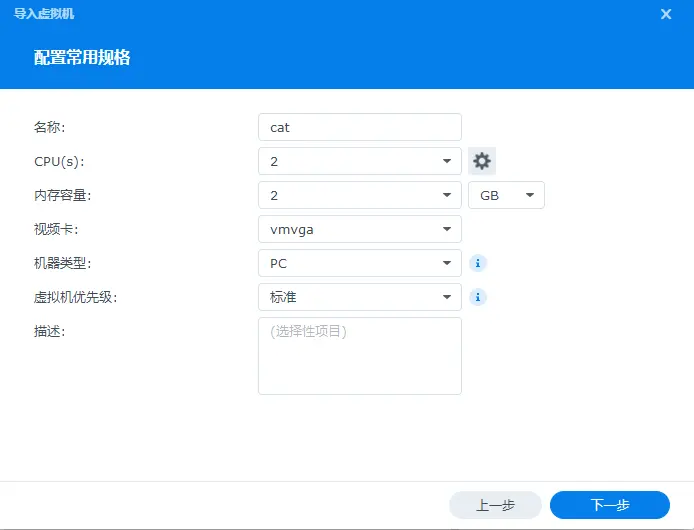 导入虚拟机
配置常用规格
名称: cat
CPU(s): 2
内存容量: 2 GB
视频卡: vmvga
机器类型: PC
虚拟机优先级: 标准
描述: (选择性项目)
上一步 下一步